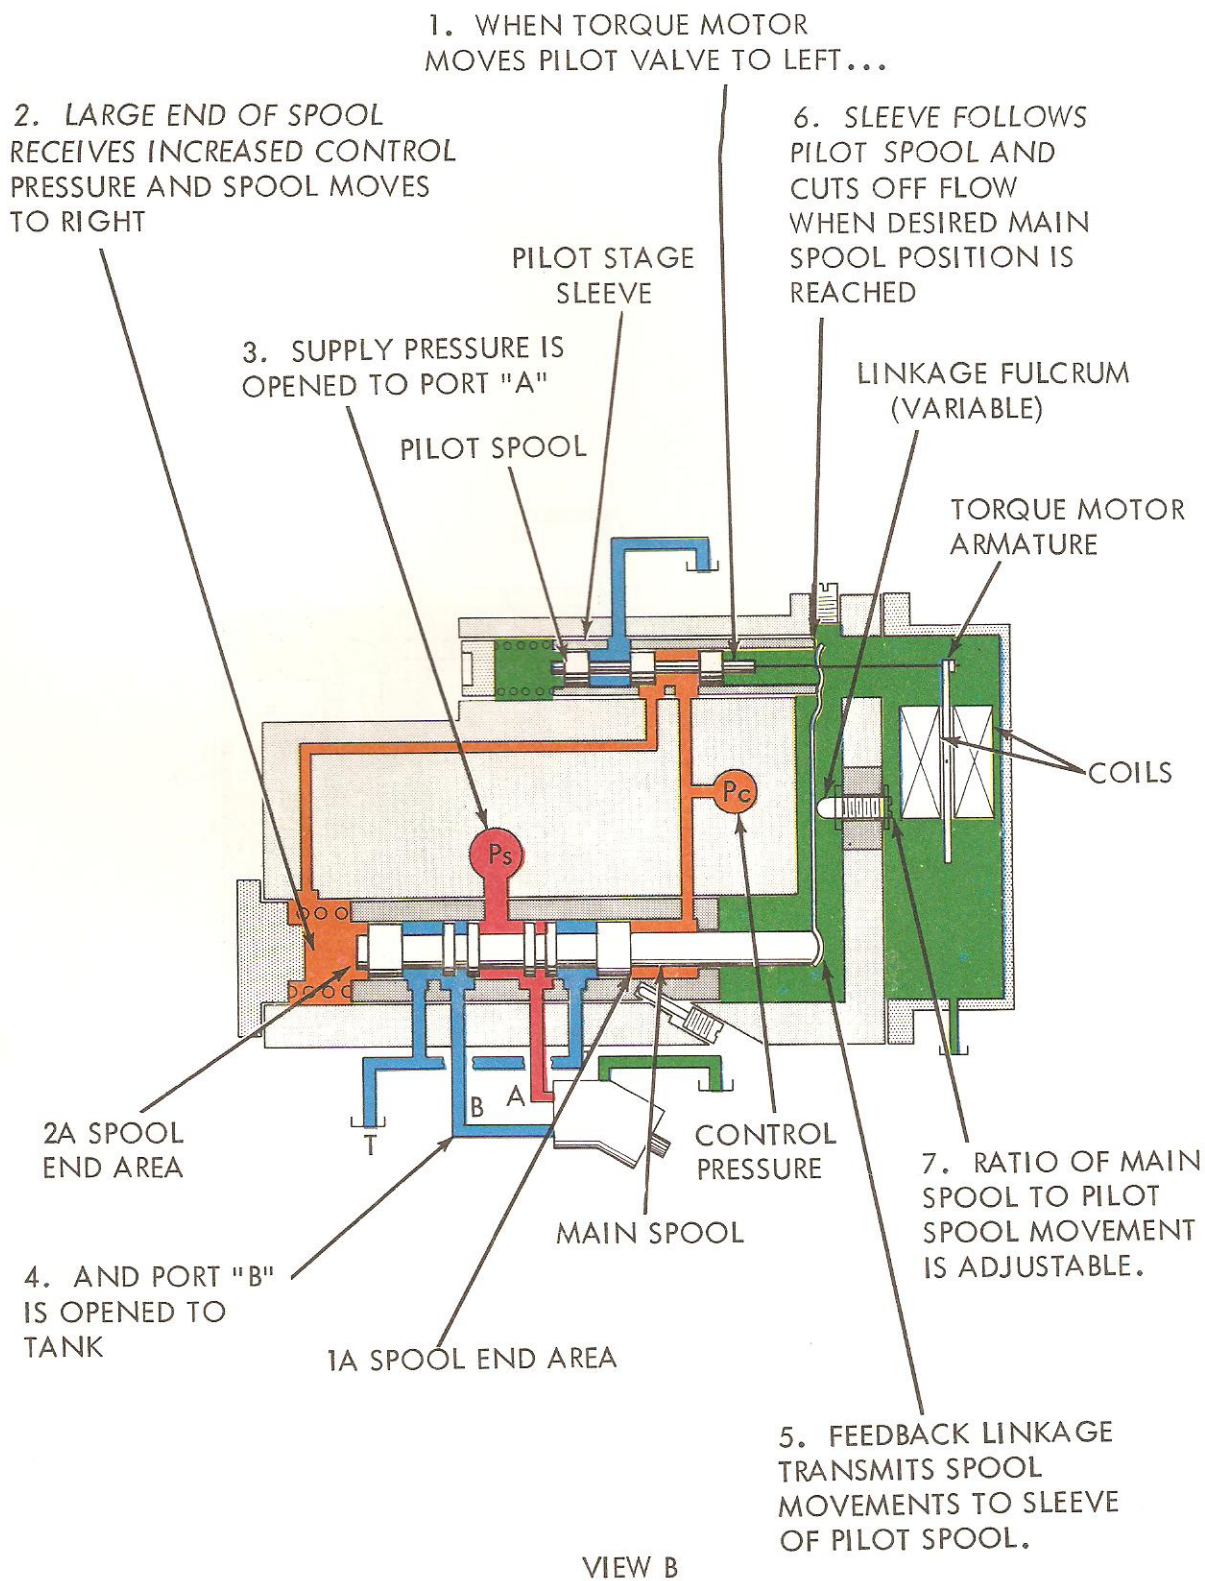 1. WHEN TORQUE MOTOR
MOVES PILOT VALVE TO LEFT...
2. LARGE END OF SPOOL
RECEIVES INCREASED CONTROL
PRESSURE AND SPOOL MOVES
TO RIGHT
6. SLEEVE FOLLOWS
PILOT SPOOL AND
CUTS OFF FLOW
WHEN DESIRED MAIN
SPOOL POSITION IS
REACHED
PILOT STAGE
SLEEVE
3. SUPPLY PRESSURE IS
OPENED TO PORT "A"
LINKAGE FULCRUM
(VARIABLE)
PILOT SPOOL
TORQUE MOTOR
ARMATURE
COILS
Pc
Ps
A
B
T
2A SPOOL
END AREA
CONTROL
PRESSURE
7. RATIO OF MAIN
SPOOL TO PILOT
SPOOL MOVEMENT
IS ADJUSTABLE.
MAIN SPOOL
4. AND PORT "B"
IS OPENED TO
TANK
1A SPOOL END AREA
5. FEEDBACK LINKAGE
TRANSMITS SPOOL
MOVEMENTS TO SLEEVE
OF PILOT SPOOL.
VIEW B